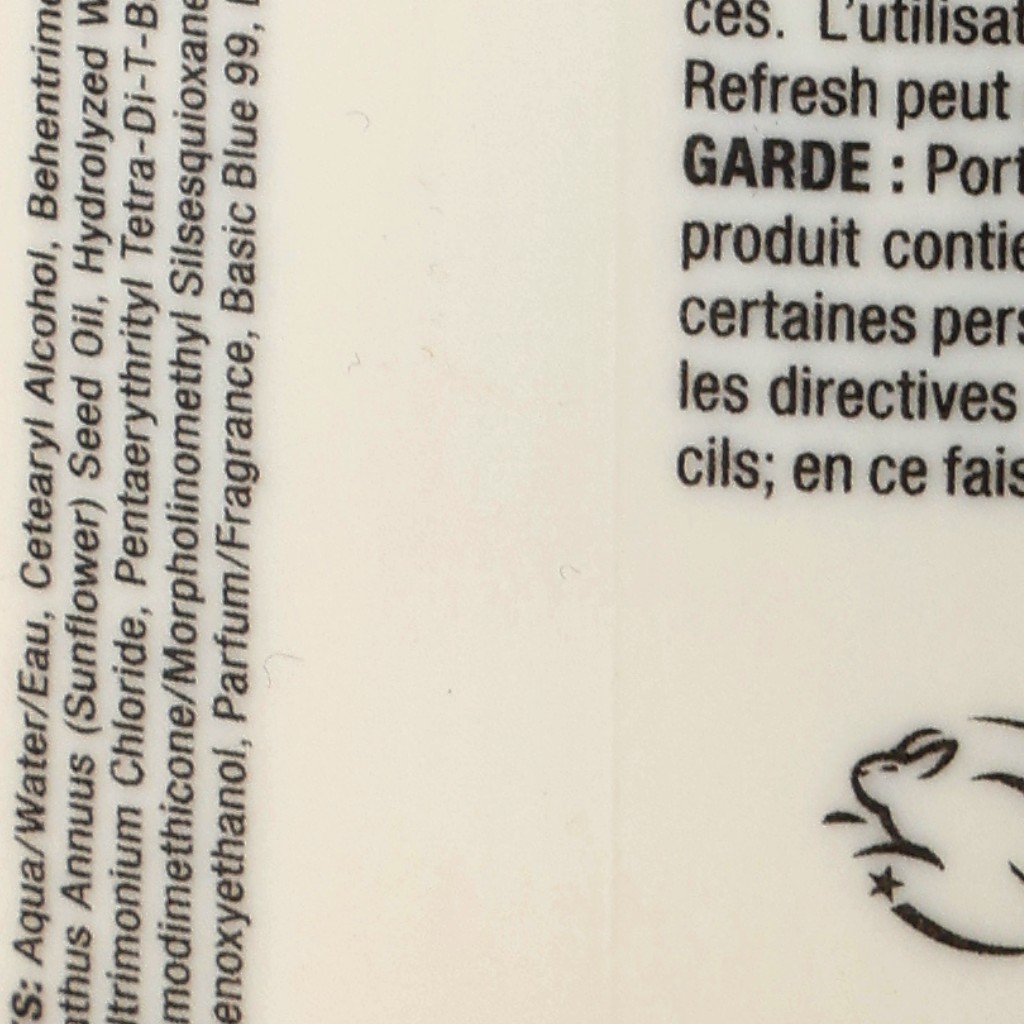 S: Aqua/Water/Eau, Cetearyl Alcohol, Behentrim
thus Annuus (Sunflower) Seed Oil, Hydrolyzed W
ltrimonium Chloride, Pentaerythrityl Tetra-Di-T-B
modimethicone/Morpholinomethyl Silsesquioxane
enoxyethanol, Parfum/Fragrance, Basic Blue 99,
ces. L'utilisat
Refresh peut
GARDE : Port
produit contie
certaines pers
les directives
cils; en ce fais